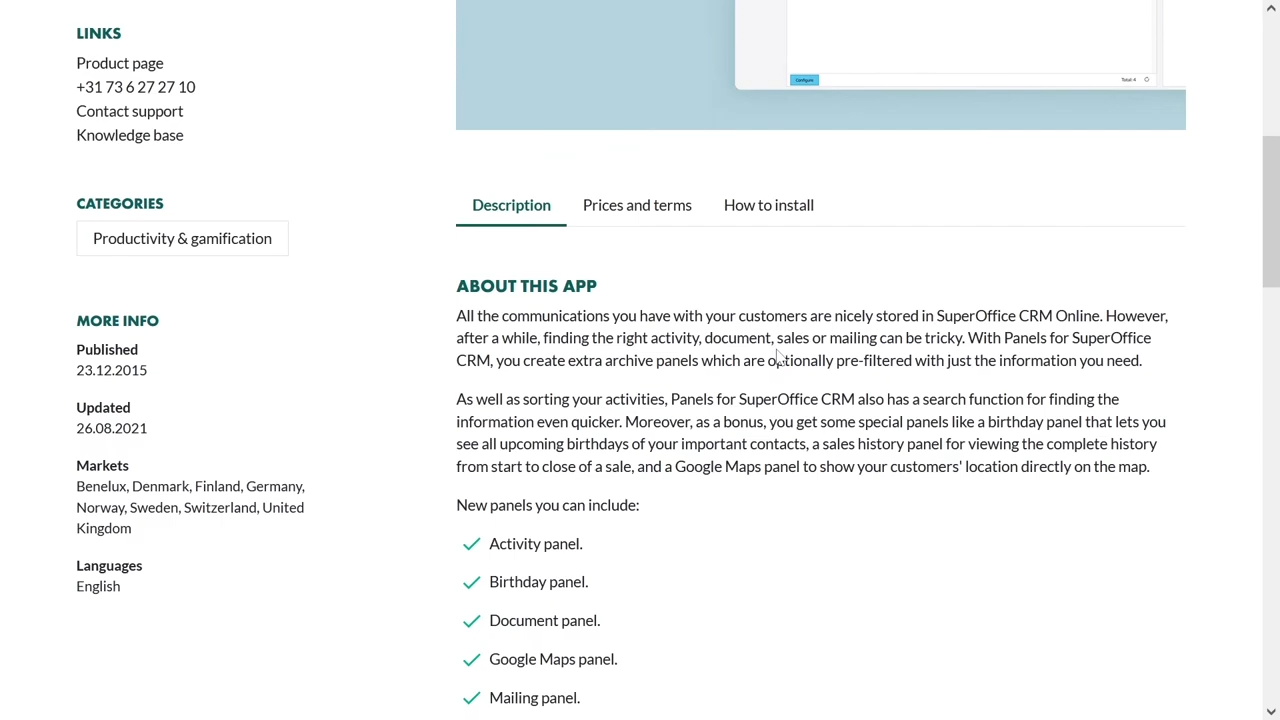 LINKS
Product page
+31 73 6 27 27 10
Contact support
Knowledge base
CATEGORIES
Productivity & gamification
MORE INFO
Published
23.12.2015
Updated
26.08.2021
Markets
Benelux, Denmark, Finland, Germany,
Norway, Sweden, Switzerland, United
Kingdom
Languages
English
Configure
Total: 4
Description
Prices and terms
How to install
ABOUT THIS APP
All the communications you have with your customers are nicely stored in SuperOffice CRM Online. However,
after a while, finding the right activity, document, sales or mailing can be tricky. With Panels for SuperOffice
CRM, you create extra archive panels which are optionally pre-filtered with just the information you need.
As well as sorting your activities, Panels for SuperOffice CRM also has a search function for finding the
information even quicker. Moreover, as a bonus, you get some special panels like a birthday panel that lets you
see all upcoming birthdays of your important contacts, a sales history panel for viewing the complete history
from start to close of a sale, and a Google Maps panel to show your customers' location directly on the map.
New panels you can include:
Activity panel.
Birthday panel.
Document panel.
Google Maps panel.
Mailing panel.